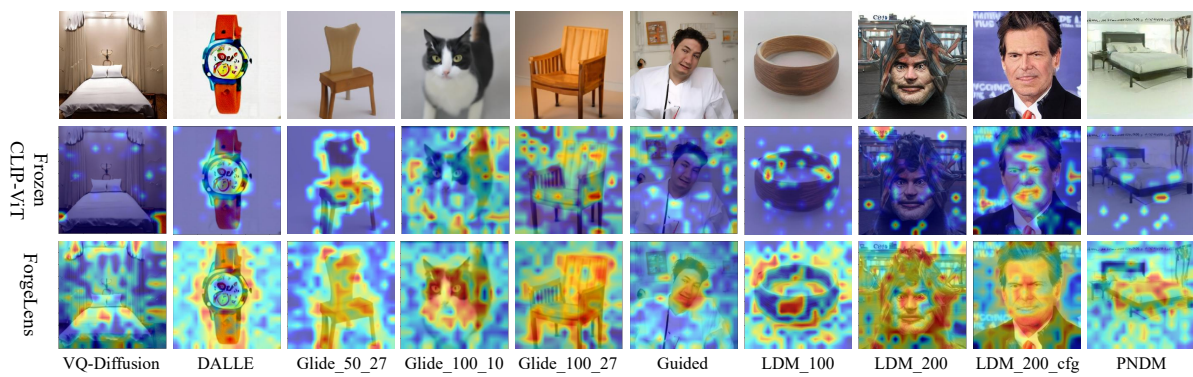 Frozen
CLIP-ViT
ForgeLens
VQ-Diffusion DALLE Glide_50_27 Glide_100_10 Glide_100_27 Guided LDM_100 LDM_200 LDM_200_cfg PNDM